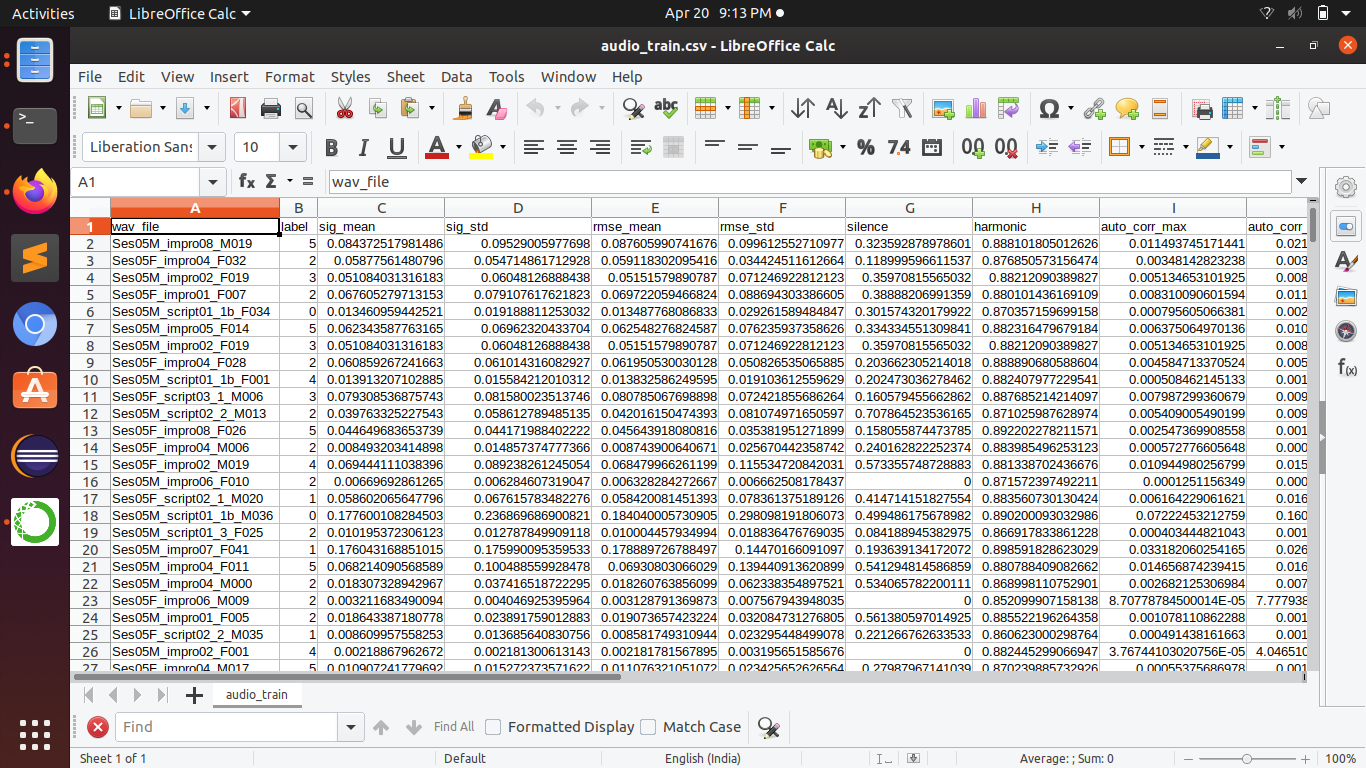 Activities LibreOffice Calc Apr 20 9:13 PM
audio_train.csv - LibreOffice Calc
File Edit View Insert Format Styles Sheet Data Tools Window Help
Liberation Sans 10
A1 wav_file
A B C D E F G H I
1 wav_file label sig_mean sig_std rmse_mean rmse_std silence harmonic auto_corr_max auto_corr_
2 Ses05M_impro08_M019 5 0.084372517981486 0.09529005977698 0.087605990741676 0.09612552710977 0.323592878978601 0.888101805012626 0.011493745171441 0.021
3 Ses05F_impro04_F032 2 0.05877561480796 0.054714861712928 0.059118302095416 0.034424511612664 0.118999596611537 0.876850573156474 0.00348142823238 0.003
4 Ses05M_impro02_F019 3 0.051084031316183 0.06048126888438 0.05151579890787 0.071246922812123 0.35970815565032 0.88212090389827 0.005134653101925 0.008
5 Ses05F_impro01_F007 2 0.067605279713153 0.079107617621823 0.069722059466824 0.088694303386605 0.38888206991359 0.880101436169109 0.008310090601594 0.011
6 Ses05M_script01_1b_F034 0 0.013460959442521 0.019188811253032 0.013487768086833 0.029261589484847 0.301574320179922 0.870357159699158 0.000795605066381 0.002
7 Ses05M_impro05_F014 5 0.062343587763165 0.06962320433704 0.062548276824587 0.076235937358626 0.334334551309841 0.882316479679184 0.006375064970136 0.010
8 Ses05M_impro02_F019 3 0.051084031316183 0.06048126888438 0.05151579890787 0.071246922812123 0.35970815565032 0.88212090389827 0.005134653101925 0.008
9 Ses05F_impro04_F028 2 0.060859267241663 0.061014316082927 0.061959530030128 0.050826535065885 0.203662305214018 0.888890680588604 0.004584713370524 0.005
10 Ses05M_script01_1b_F001 4 0.013913207102885 0.015584212010312 0.013832586249595 0.019103612559629 0.202473036278462 0.882407977229541 0.000508462145133 0.001
11 Ses05F_script03_1_M006 3 0.079308536875743 0.081580023513746 0.080785067698898 0.072421855686264 0.160579455662862 0.887685214214097 0.007987299360679 0.009
12 Ses05M_script02_2_M013 2 0.039763325227543 0.058612789485135 0.042016150474393 0.081074971650597 0.707864523536165 0.871025987628974 0.005409005490199 0.009
13 Ses05F_impro08_F026 5 0.044649683653739 0.044171988402222 0.045643918080816 0.035381951271899 0.158055874473785 0.892202278211571 0.002547369908558 0.001
14 Ses05F_impro04_M006 2 0.008493203414898 0.014857374777366 0.008743900640671 0.025670442358742 0.240162822252374 0.883985496253123 0.000572776605648 0.000
15 Ses05F_impro02_M019 4 0.069444111038396 0.089238261245054 0.068479966261199 0.115534720842031 0.573355748728883 0.881338702436676 0.010944980256799 0.015
16 Ses05M_impro06_F010 2 0.00669692861265 0.006284607319047 0.006328284272667 0.006662508178437 0 0.871572397492211 0.0001251156349 0.000
17 Ses05F_script02_1_M020 1 0.058602065647796 0.067615783482276 0.058420081451393 0.078361375189126 0.414714151827554 0.883560730130424 0.006164229061621 0.016
18 Ses05M_script01_1b_M036 0 0.177600108284503 0.236869686900821 0.184040005730905 0.28098191806073 0.499486175678982 0.890200093032986 0.07222453212759 0.160
19 Ses05M_script01_3_F025 2 0.010195372306123 0.012787849909118 0.010004457934994 0.018836476769035 0.084188945382975 0.866917833861228 0.000403444821043 0.001
20 Ses05M_impro07_F041 1 0.176043168851015 0.175990095359533 0.178889726788497 0.14470166091097 0.193639134172072 0.898591828623029 0.033182060254165 0.026
21 Ses05M_impro04_F011 5 0.068214090568589 0.100488559928478 0.06930803066029 0.139440913620899 0.541294814586859 0.880788409082662 0.014656874239415 0.016
22 Ses05M_impro04_M000 2 0.018307328942967 0.037416518722295 0.018260763856099 0.062338354897521 0.534065782200111 0.868998110752901 0.002682125306984 0.007
23 Ses05F_impro06_M009 2 0.003211683490094 0.004046925395964 0.003128791369873 0.007567943948035 0 0.852099907158138 8.70778784500014E-05 7.777938
24 Ses05M_impro01_F005 2 0.018643387180778 0.023891759012883 0.019073657423224 0.032084731276805 0.561380597014925 0.885522196264358 0.001078110862288 0.001
25 Ses05F_script02_2_M035 1 0.008609957558253 0.013685640830756 0.008581749310944 0.023295448499078 0.221266762633533 0.860623000298764 0.000491438161663 0.001
26 Ses05M_impro02_F001 4 0.00218867962672 0.002181300613143 0.002181781567895 0.003195651585676 0 0.882445299066947 3.76744103020756E-05 4.046510
27 Ses05F_impro04_M017 5 0.010907241779692 0.015272373571622 0.011076321051072 0.023425652626564 0.27987967141039 0.870239885732926 0.00055375686978 0.001
audio_train
Find Find All Formatted Display Match Case
Sheet 1 of 1 Default English (India) Average: ; Sum: 0 100%